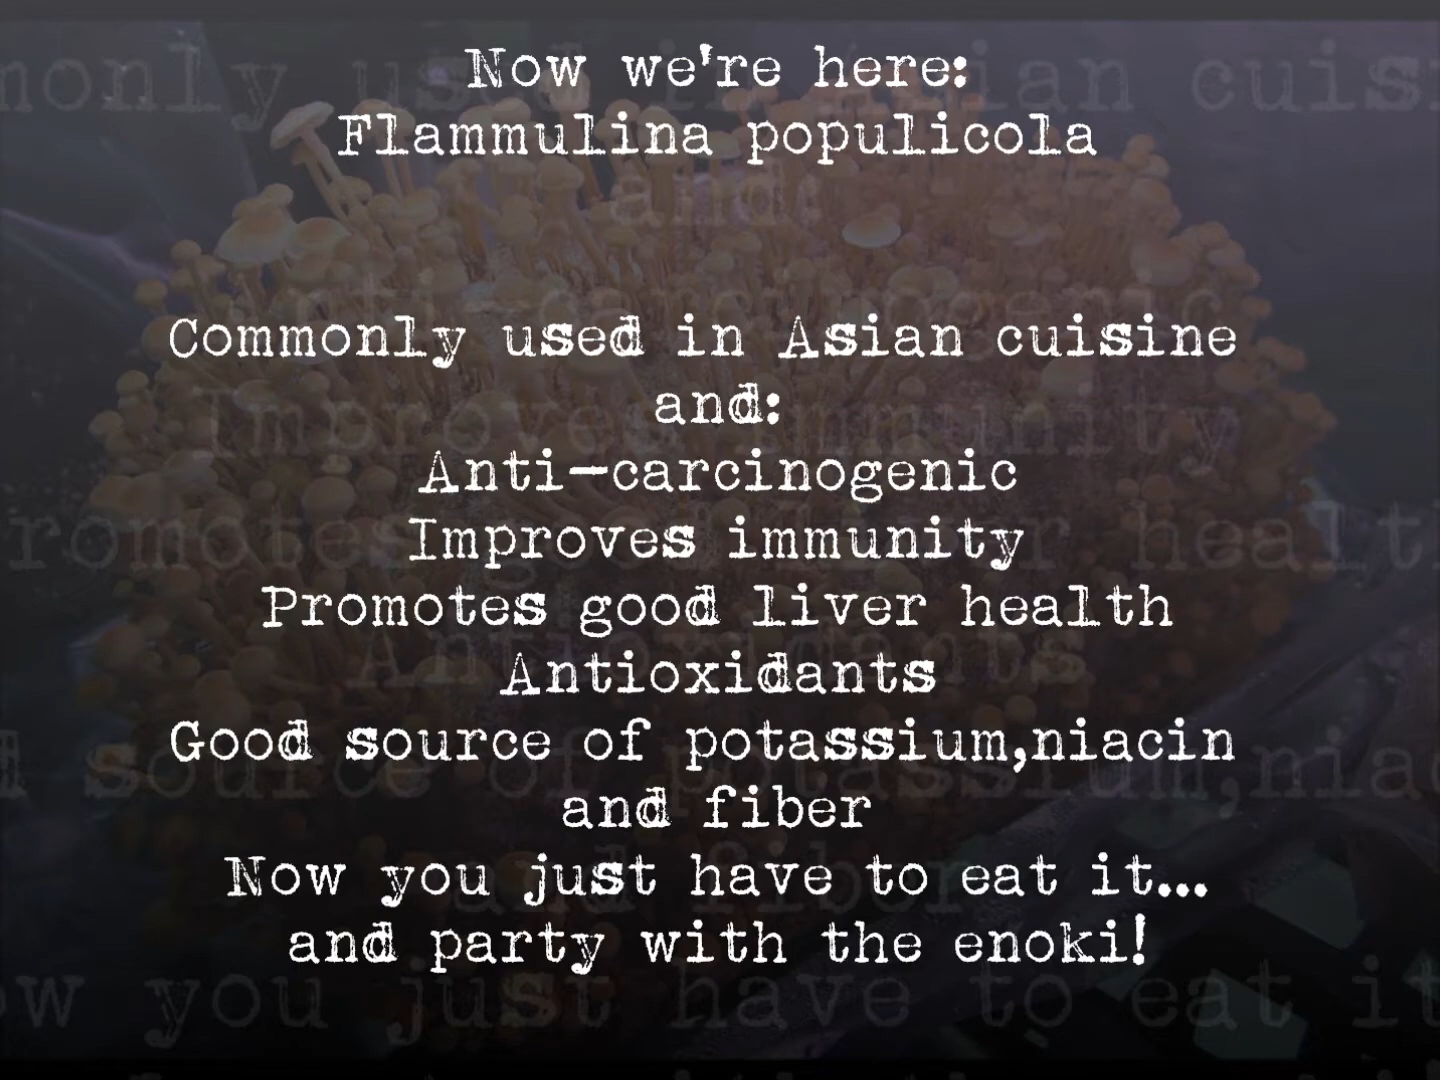 Now we're here:
Flammulina populicola
Commonly used in Asian cuisine
and:
Anti-carcinogenic
Improves immunity
Promotes good liver health
Antioxidants
Good source of potassium,niacin
and fiber
Now you just have to eat it...
and party with the enoki!